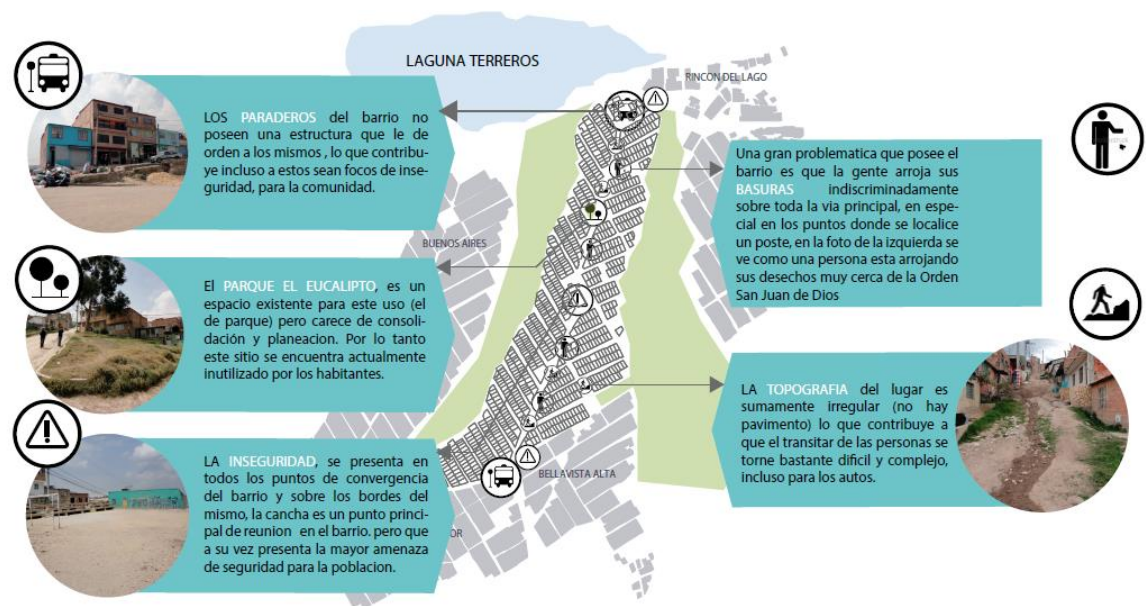 LAGUNA TERREROS
RINCON DEL LAGO
LOS PARADEROS del barrio no
poseen una estructura que le de
orden a los mismos , lo que contribu-
ye incluso a estos sean focos de inse-
guridad, para la comunidad.
Una gran problematica que posee el
barrio es que la gente arroja sus
BASURAS indiscriminadamente
sobre toda la via principal, en espe-
cial en los puntos donde se localice
un poste, en la foto de la izquierda se
ve como una persona esta arrojando
sus desechos muy cerca de la Orden
San Juan de Dios
BUENOS AIRES
El PARQUE EL EUCALIPTO, es un
espacio existente para este uso (el
de parque) pero carece de consoli-
dación y planeacion. Por lo tanto
este sitio se encuentra actualmente
inutilizado por los habitantes.
LA TOPOGRAFIA del lugar es
sumamente irregular (no hay
pavimento) lo que contribuye a
que el transitar de las personas se
torne bastante dificil y complejo,
incluso para los autos.
LA INSEGURIDAD, se presenta en
todos los puntos de convergencia
del barrio y sobre los bordes del
mismo, la cancha es un punto princi-
pal de reunion en el barrio. pero que
a su vez presenta la mayor amenaza
de seguridad para la poblacion.
BELLAVISTA ALTA
OR